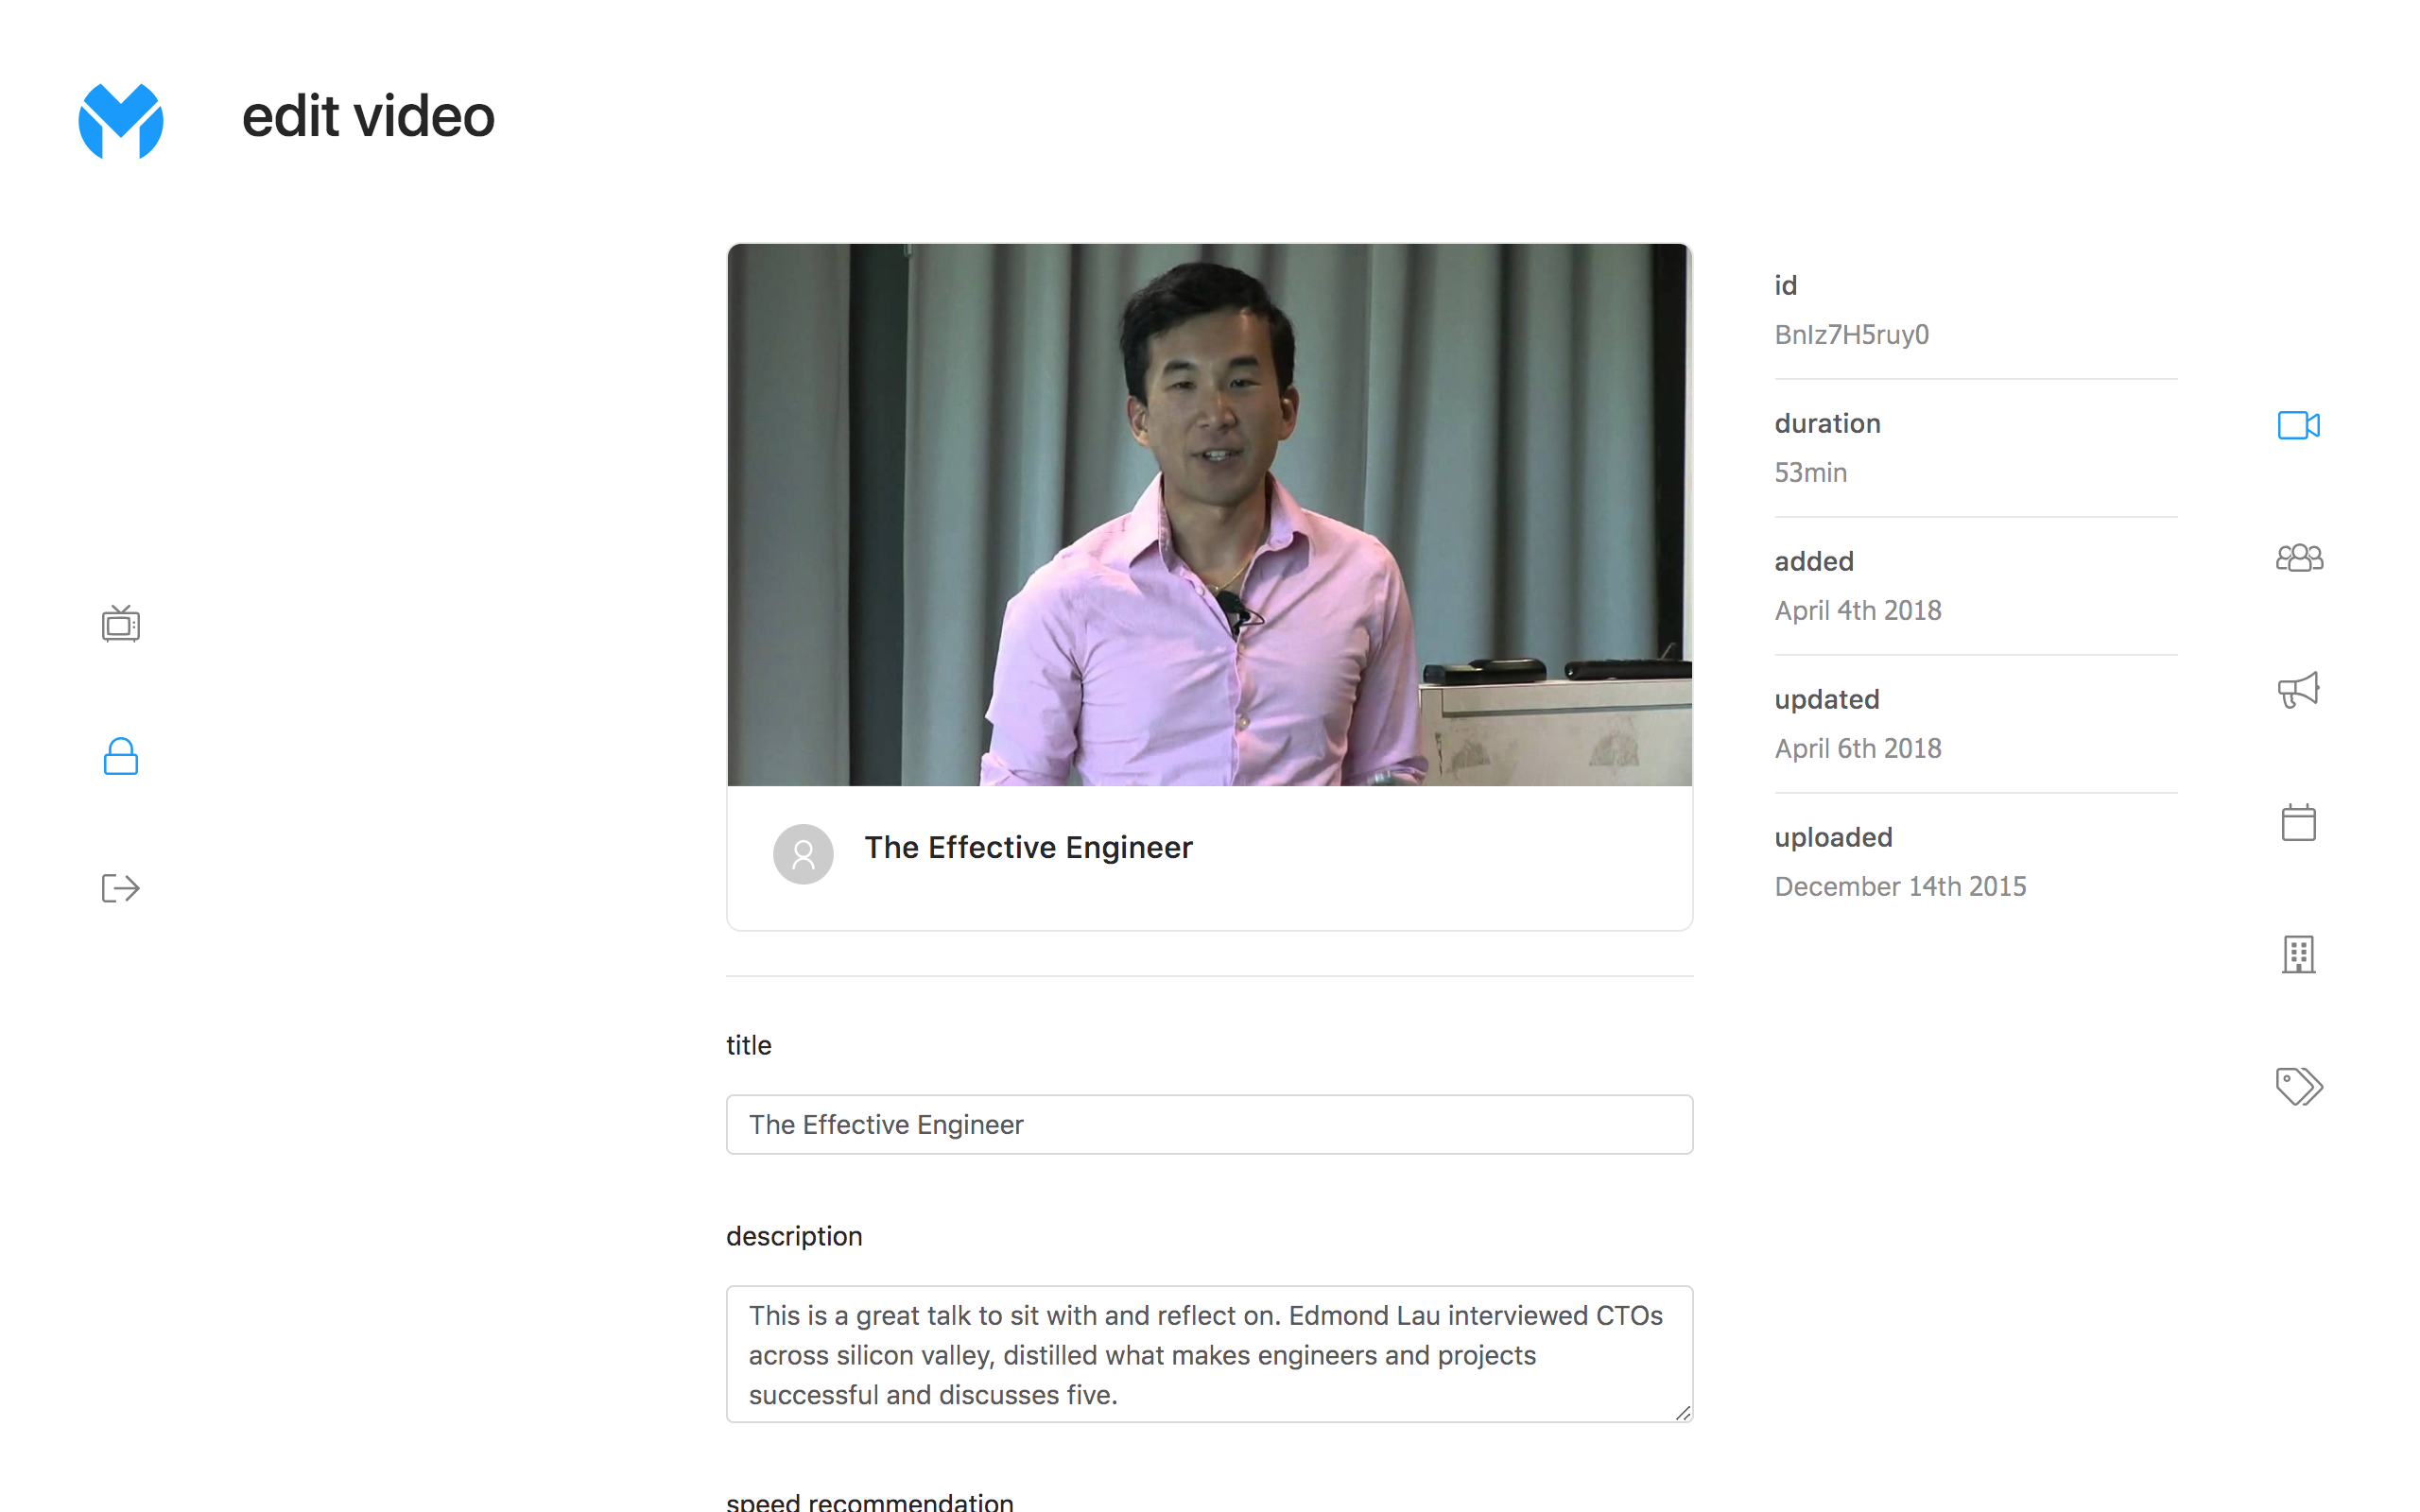 edit video
The Effective Engineer
title
The Effective Engineer
description
This is a great talk to sit with and reflect on. Edmond Lau interviewed CTOs
across silicon valley, distilled what makes engineers and projects
successful and discusses five.
speed recommendation
id
BnIz7H5ruy0
duration
53min
added
April 4th 2018
updated
April 6th 2018
uploaded
December 14th 2015